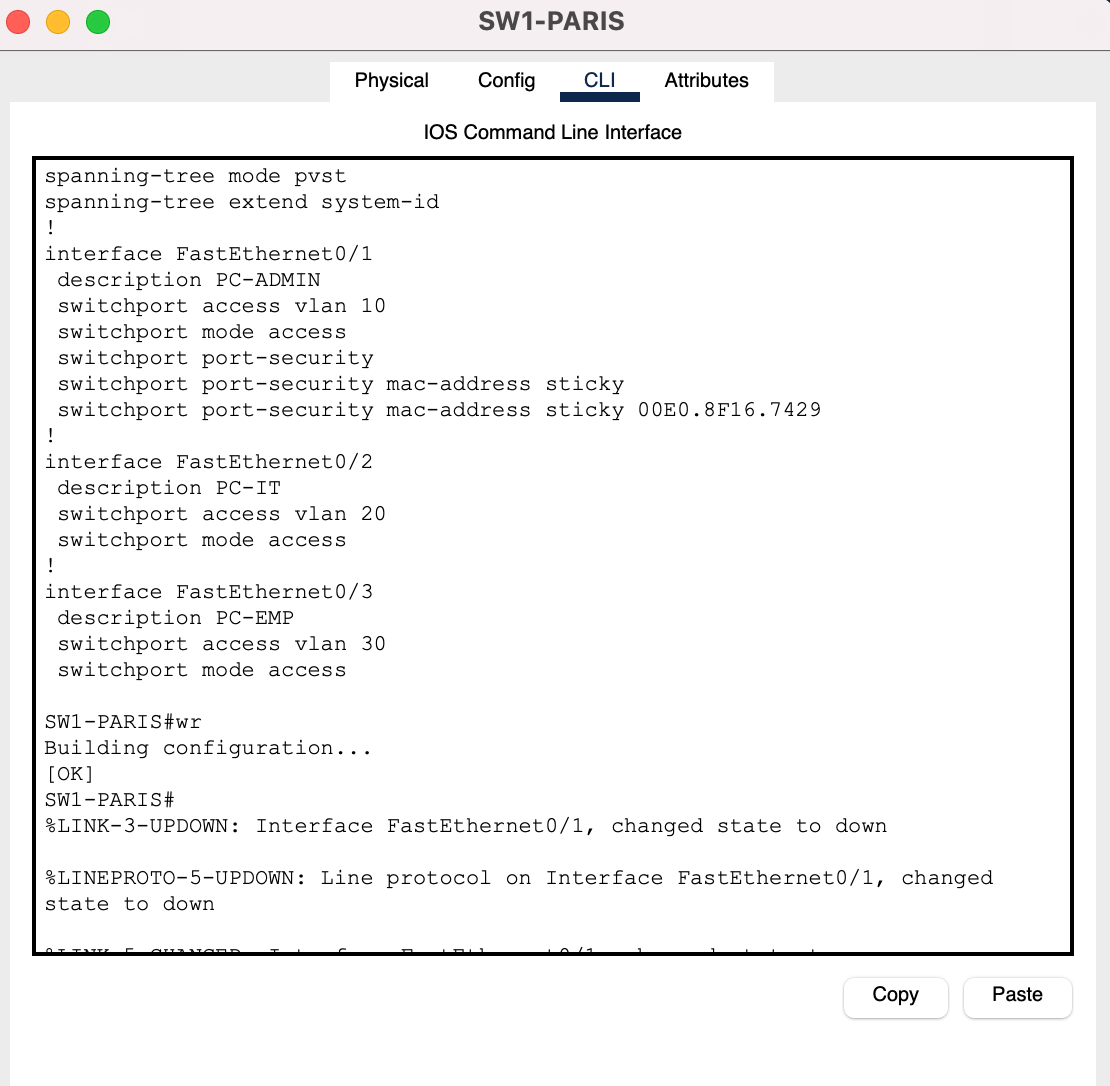 SW1-PARIS
Physical Config CLI Attributes
IOS Command Line Interface
spanning-tree mode pvst
spanning-tree extend system-id
!
interface FastEthernet0/1
 description PC-ADMIN
 switchport access vlan 10
 switchport mode access
 switchport port-security
 switchport port-security mac-address sticky
 switchport port-security mac-address sticky 00E0.8F16.7429
!
interface FastEthernet0/2
 description PC-IT
 switchport access vlan 20
 switchport mode access
!
interface FastEthernet0/3
 description PC-EMP
 switchport access vlan 30
 switchport mode access
SW1-PARIS#wr
Building configuration...
[OK]
SW1-PARIS#
%LINK-3-UPDOWN: Interface FastEthernet0/1, changed state to down
%LINEPROTO-5-UPDOWN: Line protocol on Interface FastEthernet0/1, changed
state to down
Copy Paste